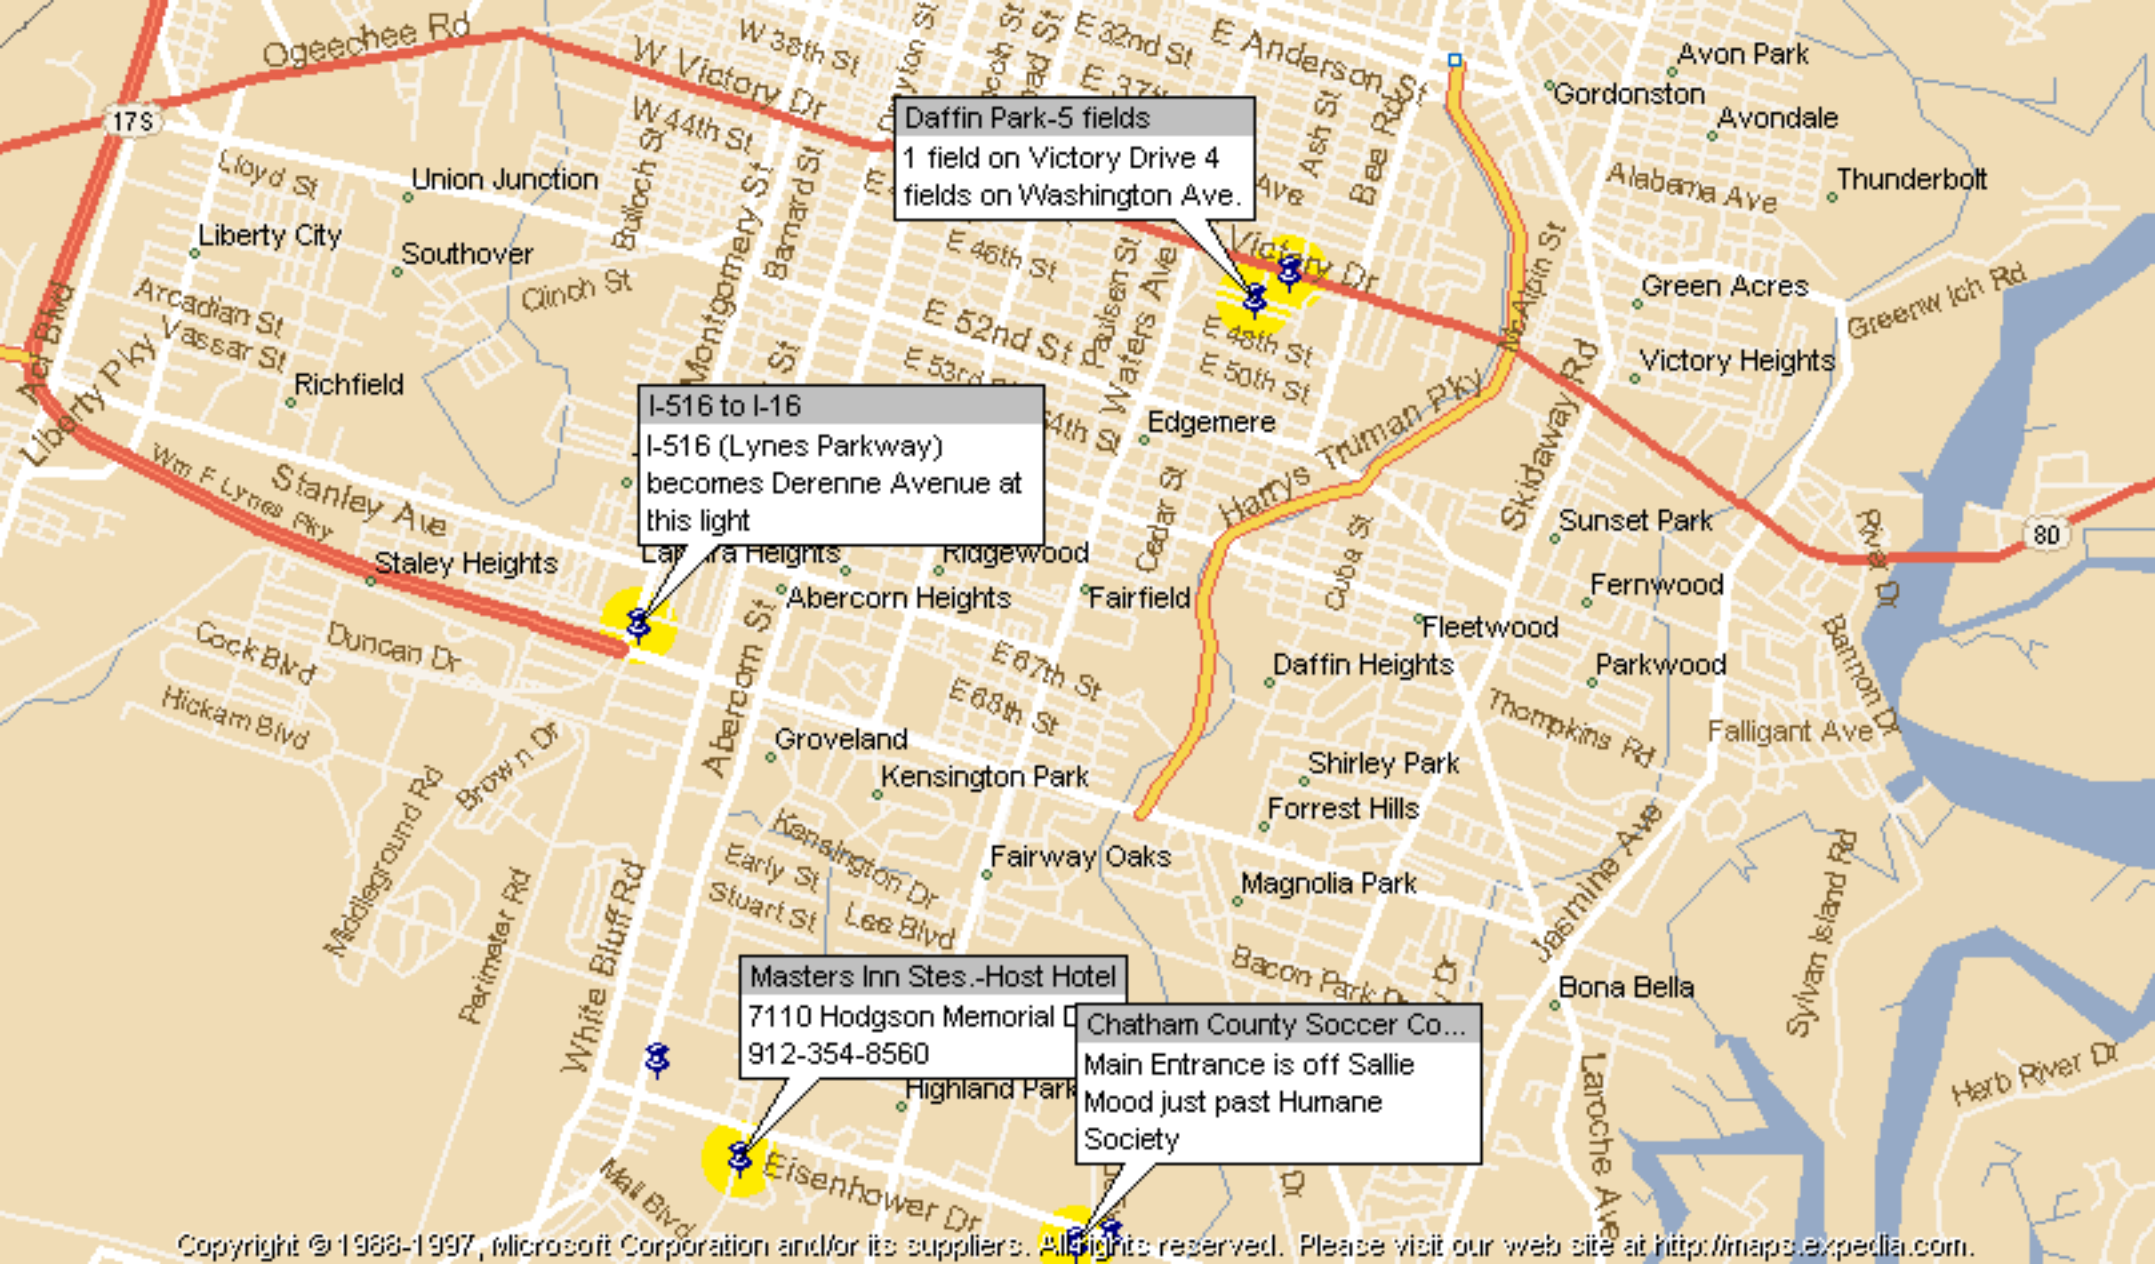 Ogeechee Rd
W Victory Dr
W 38th St
E 32nd St
E Anderson St
Avon Park
Gordonston
Avondale
17S
W 44th St
Daffin Park-5 fields
1 field on Victory Drive 4
fields on Washington Ave.
Ash St
Bee Rd
Ave
Lloyd St
Union Junction
Bulloch St
Barnard St
Alabama Ave
Thunderbolt
Liberty City
Southover
Montgomery St
E 46th St
Victory Dr
McAlpin St
Clinch St
Arcadian St
Vassar St
Paulsen St
Waters Ave
Green Acres
Greenwich Rd
E 52nd St
E 48th St
E 50th St
Victory Heights
Liberty Pky
Richfield
E 53rd
Edgemere
I-516 to I-16
I-516 (Lynes Parkway)
becomes Derenne Avenue at
this light
Harry S Truman Pky
Skidaway Rd
Wm F Lynes Pky
Stanley Ave
Cedar St
Cuba St
Sunset Park
River Dr
80
Staley Heights
Heights
Ridgewood
Abercorn Heights
Fairfield
Fernwood
Fleetwood
Cock Blvd
Duncan Dr
Abercorn St
E 67th St
E 68th St
Daffin Heights
Parkwood
Bannon Dr
Hickam Blvd
Thompkins Rd
Falligant Ave
Brown Dr
Groveland
Kensington Park
Shirley Park
Forrest Hills
Middleground Rd
Perimeter Rd
White Bluff Rd
Kensington Dr
Early St
Stuart St
Lee Blvd
Fairway Oaks
Magnolia Park
Jasmine Ave
Sylvan Island Rd
Bacon Park Dr
Bona Bella
Masters Inn Stes.-Host Hotel
7110 Hodgson Memorial D
912-354-8560
Chatham County Soccer Co...
Main Entrance is off Sallie
Mood just past Humane
Society
Highland Park
Laroche Ave
Herb River Dr
Mall Blvd
Eisenhower Dr
Dr
Copyright © 1988-1997, Microsoft Corporation and/or its suppliers. All rights reserved. Please visit our web site at http://maps.expedia.com.